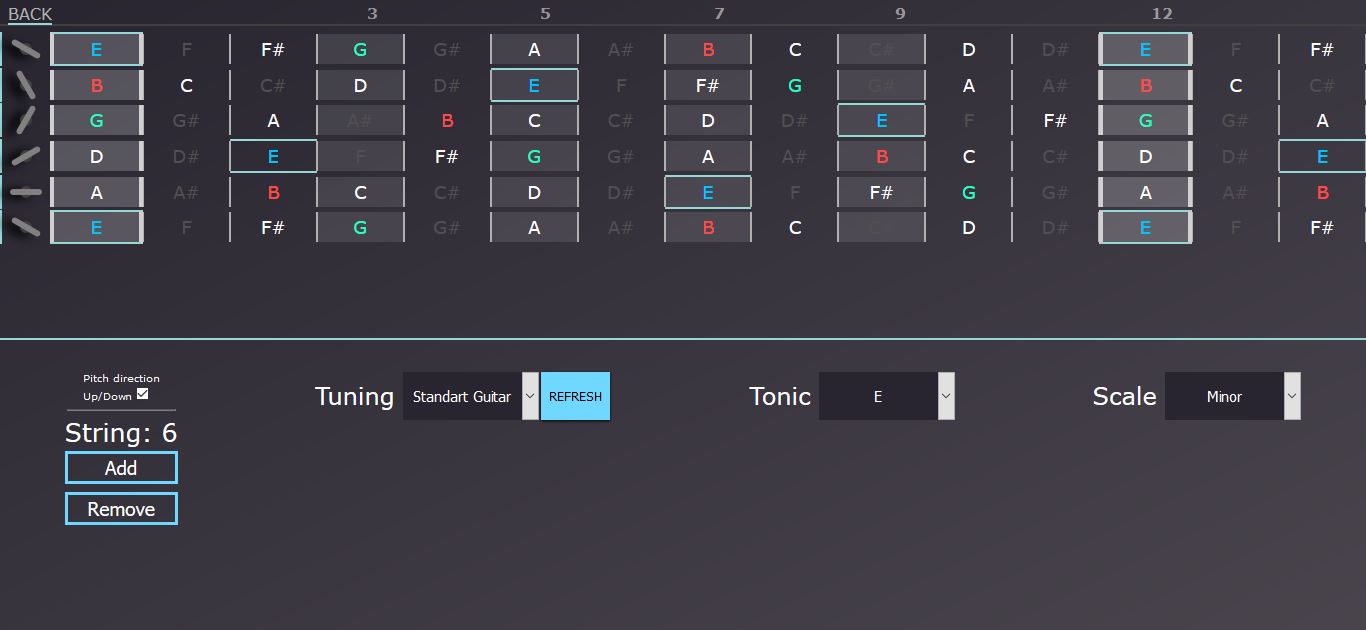 BACK 3 5 7 9 12
E F F# G G# A A# B C C# D D# E F F#
B C C# D D# E F F# G G# A A# B C C#
G G# A A# B C C# D D# E F F# G G# A
D D# E F F# G G# A A# B C C# D D# E
A A# B C C# D D# E F F# G G# A A# B
E F F# G G# A A# B C C# D D# E F F#
Pitch direction
Up/Down
Tuning Standart Guitar REFRESH Tonic E Scale Minor
String: 6
Add
Remove